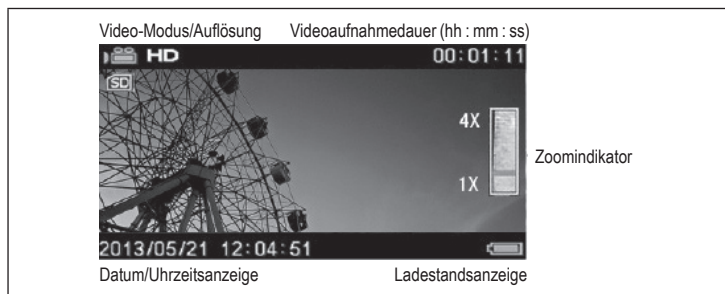 Video-Modus/Auflösung Videoaufnahmedauer (hh : mm : ss)
HD 00:01:11
SD
4X
Zoomindikator
1X
2013/05/21 12:04:51
Datum/Uhrzeitsanzeige Ladestandsanzeige